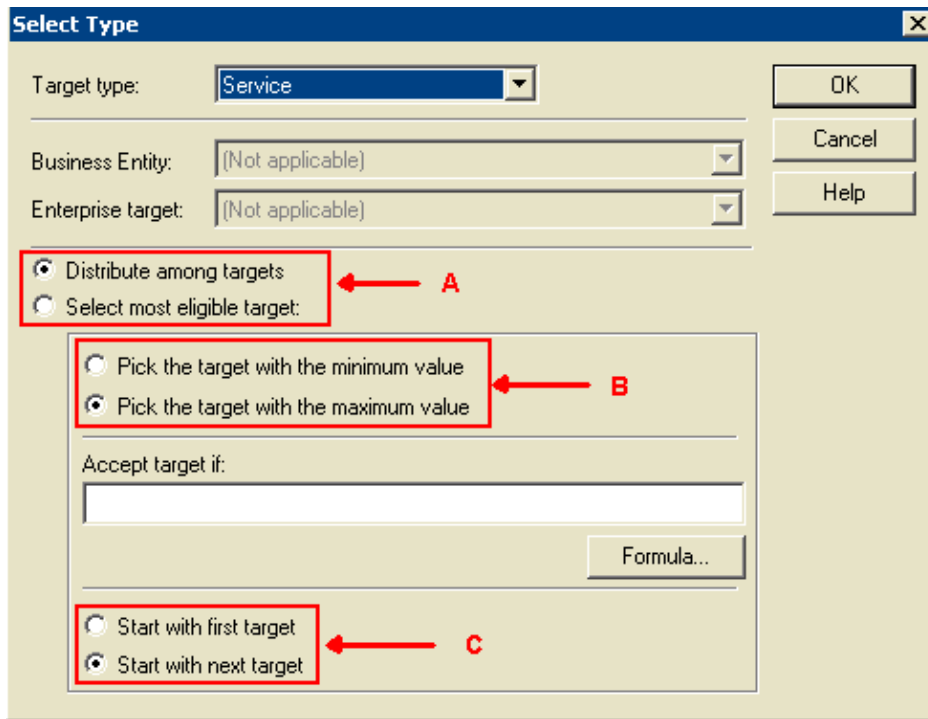 Select Type
Target type: Service OK
Cancel
Business Entity: (Not applicable)
Help
Enterprise target: (Not applicable)
Distribute among targets
A
Select most eligible target:
Pick the target with the minimum value
B
Pick the target with the maximum value
Accept target if:
Formula...
Start with first target
C
Start with next target